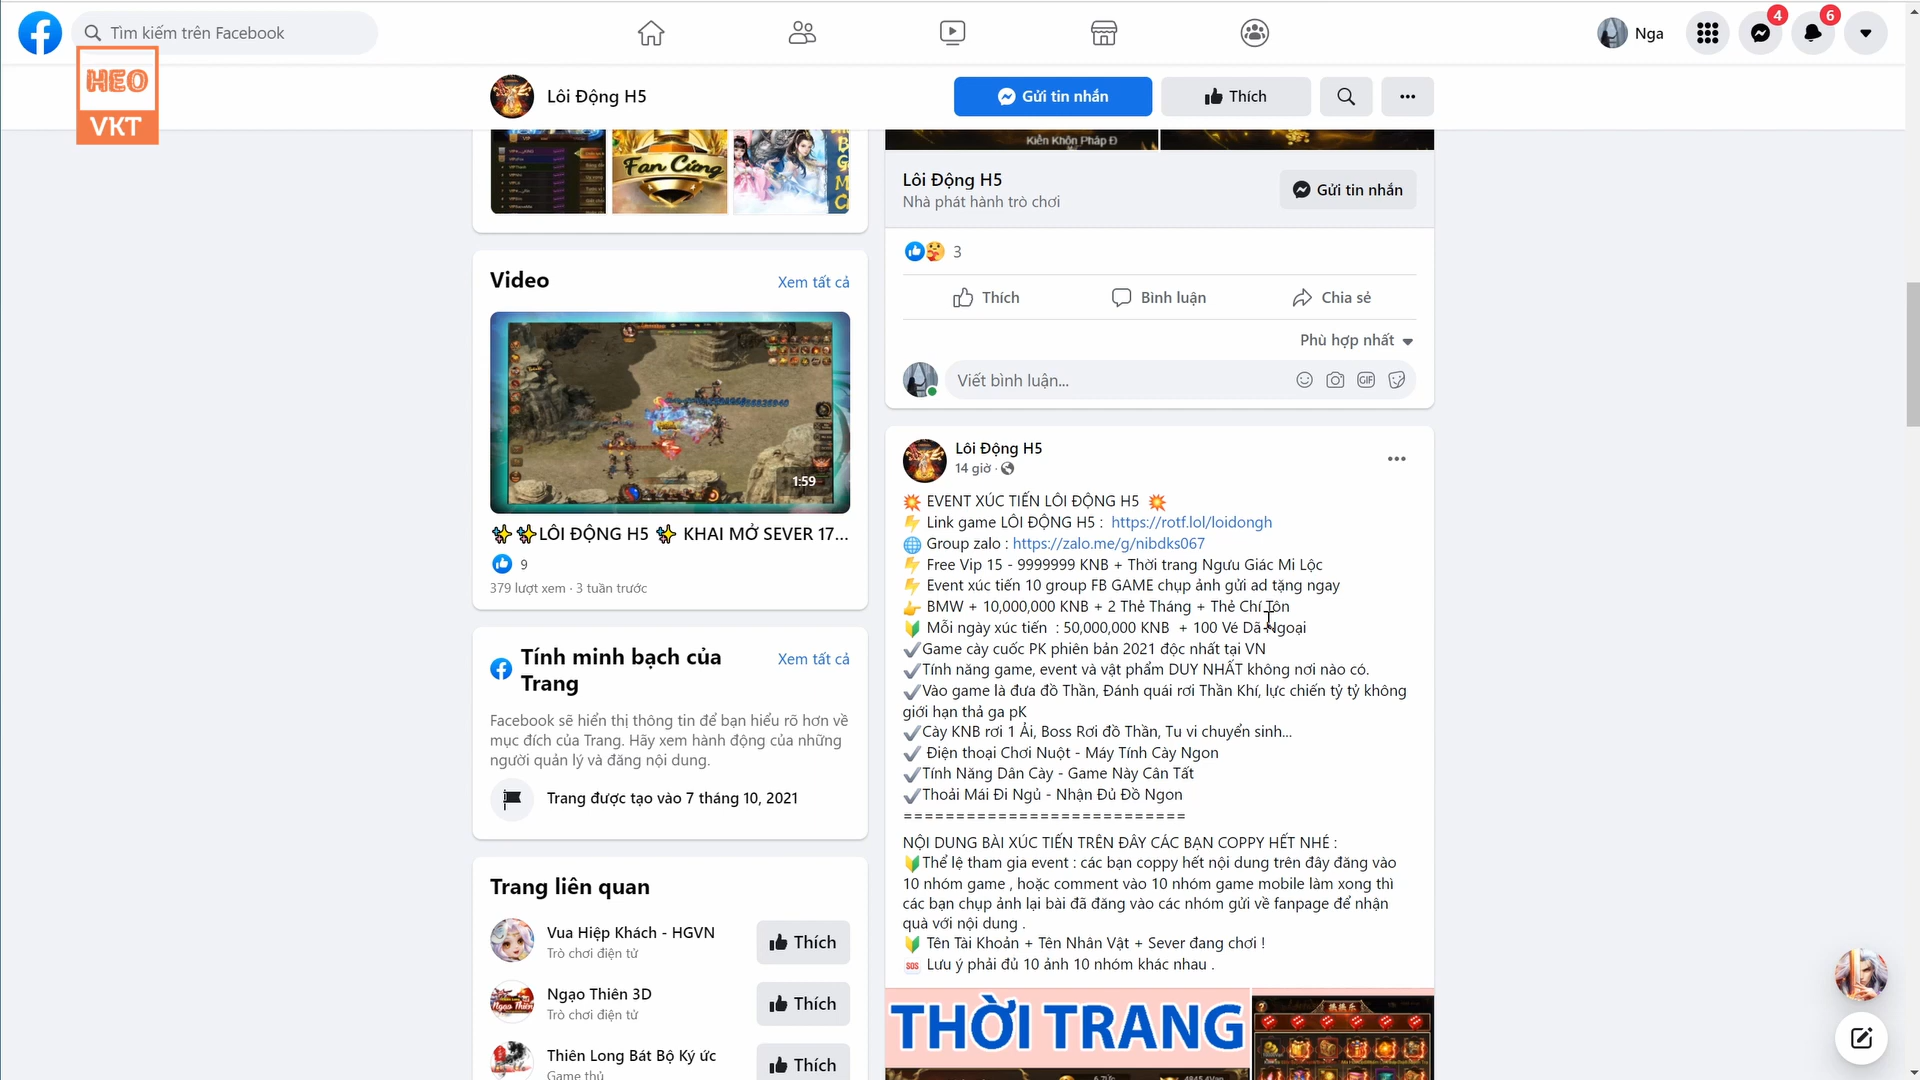 Tìm kiếm trên Facebook
Nga
4
6
HEO
VKT
Lôi Động H5
Gửi tin nhắn
Thích
Fan Cứng
Kiền Khôn Pháp Đ
Lôi Động H5
Nhà phát hành trò chơi
Gửi tin nhắn
3
Thích
Bình luận
Chia sẻ
Phù hợp nhất
Viết bình luận...
GIF
Video
Xem tất cả
1:59
LÔI ĐỘNG H5 ✨ KHAI MỞ SEVER 17...
9
379 lượt xem · 3 tuần trước
Tính minh bạch của
Trang
Xem tất cả
Facebook sẽ hiển thị thông tin để bạn hiểu rõ hơn về
mục đích của Trang. Hãy xem hành động của những
người quản lý và đăng nội dung.
Trang được tạo vào 7 tháng 10, 2021
Trang liên quan
Vua Hiệp Khách - HGVN
Trò chơi điện tử
Thích
Ngạo Thiên 3D
Trò chơi điện tử
Thích
Thiên Long Bát Bộ Ký ức
Game thủ
Thích
Lôi Động H5
14 giờ ·
💥 EVENT XÚC TIẾN LÔI ĐỘNG H5 💥
⚡ Link game LÔI ĐỘNG H5 : https://rotf.lol/loidongh
🌐 Group zalo : https://zalo.me/g/nibdks067
⚡ Free Vip 15 - 9999999 KNB + Thời trang Ngưu Giác Mi Lộc
⚡ Event xúc tiến 10 group FB GAME chụp ảnh gửi ad tặng ngay
👉 BMW + 10,000,000 KNB + 2 Thẻ Tháng + Thẻ Chí Tôn
🔰 Mỗi ngày xúc tiến : 50,000,000 KNB + 100 Vé Dã Ngoại
✔Game cày cuốc PK phiên bản 2021 độc nhất tại VN
✔Tính năng game, event và vật phẩm DUY NHẤT không nơi nào có.
✔Vào game là đưa đồ Thần, Đánh quái rơi Thần Khí, lực chiến tỷ tỷ không
giới hạn thả ga pK
✔Cày KNB rơi 1 Ải, Boss Rơi đồ Thần, Tu vi chuyển sinh...
✔ Điện thoại Chơi Nuột - Máy Tính Cày Ngon
✔Tính Năng Dân Cày - Game Này Cân Tất
✔Thoải Mái Đi Ngủ - Nhận Đủ Đồ Ngon
===========================
NỘI DUNG BÀI XÚC TIẾN TRÊN ĐÂY CÁC BẠN COPPY HẾT NHÉ :
🔰Thể lệ tham gia event : các bạn coppy hết nội dung trên đây đăng vào
10 nhóm game , hoặc comment vào 10 nhóm game mobile làm xong thì
các bạn chụp ảnh lại bài đã đăng vào các nhóm gửi về fanpage để nhận
quà với nội dung .
🔰 Tên Tài Khoản + Tên Nhân Vật + Sever đang chơi !
🆘 Lưu ý phải đủ 10 ảnh 10 nhóm khác nhau .
THỜI TRANG